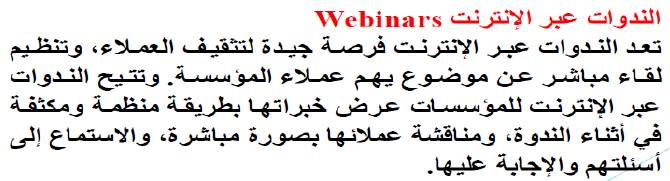 الندوات عبر الإنترنت Webinars
تعد الندوات عبر الإنترنت فرصة جيدة لتثقيف العملاء، وتنظيم
لقاء مباشر عن موضوع يهم عملاء المؤسسة. وتتيح الندوات
عبر الإنترنت للمؤسسات عرض خبراتها بطريقة منظمة ومكثفة
في أثناء الندوة، ومناقشة عملائها بصورة مباشرة، والاستماع إلى
أسئلتهم والإجابة عليها.